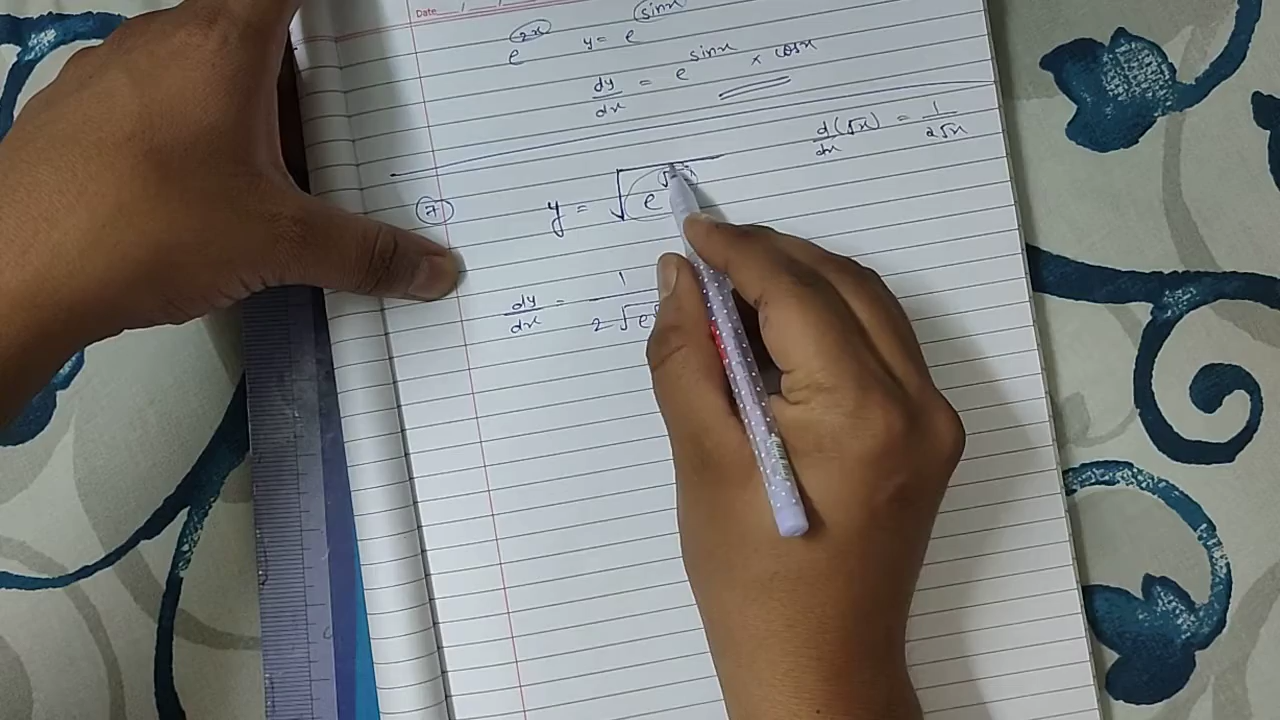 Date / /
e^2x y = e^sinx
dy/dx = e^sinx × cosx
d/dx (√x) = 1/2√x
⑦ y = √e^√
dy/dx = 1/2√e